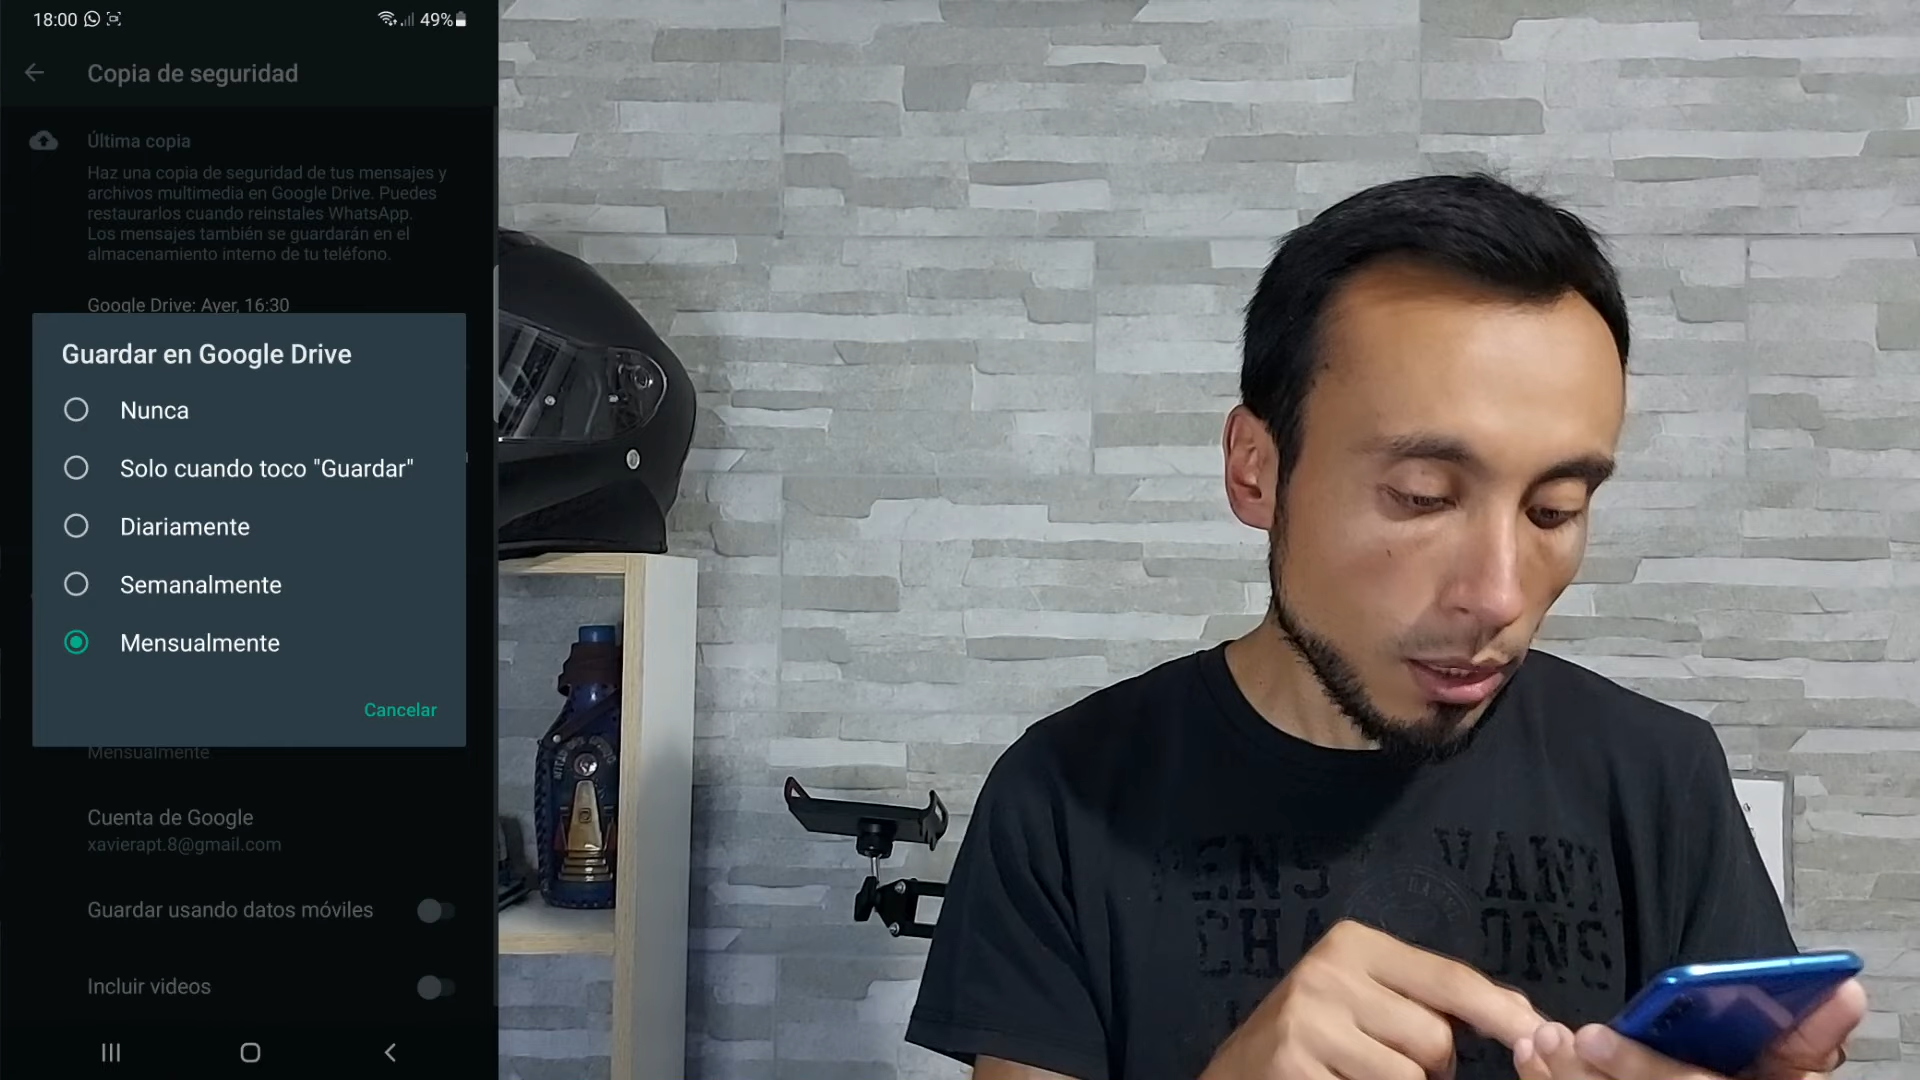 18:00
49%
Copia de seguridad
Última copia
Haz una copia de seguridad de tus mensajes y
archivos multimedia en Google Drive. Puedes
restaurarlos cuando reinstales WhatsApp.
Los mensajes también se guardarán en el
almacenamiento interno de tu teléfono.
Google Drive: Ayer, 16:30
Guardar en Google Drive
Nunca
Solo cuando toco "Guardar"
Diariamente
Semanalmente
Mensualmente
Cancelar
Mensualmente
Cuenta de Google
xavierapt.8@gmail.com
Guardar usando datos móviles
Incluir videos